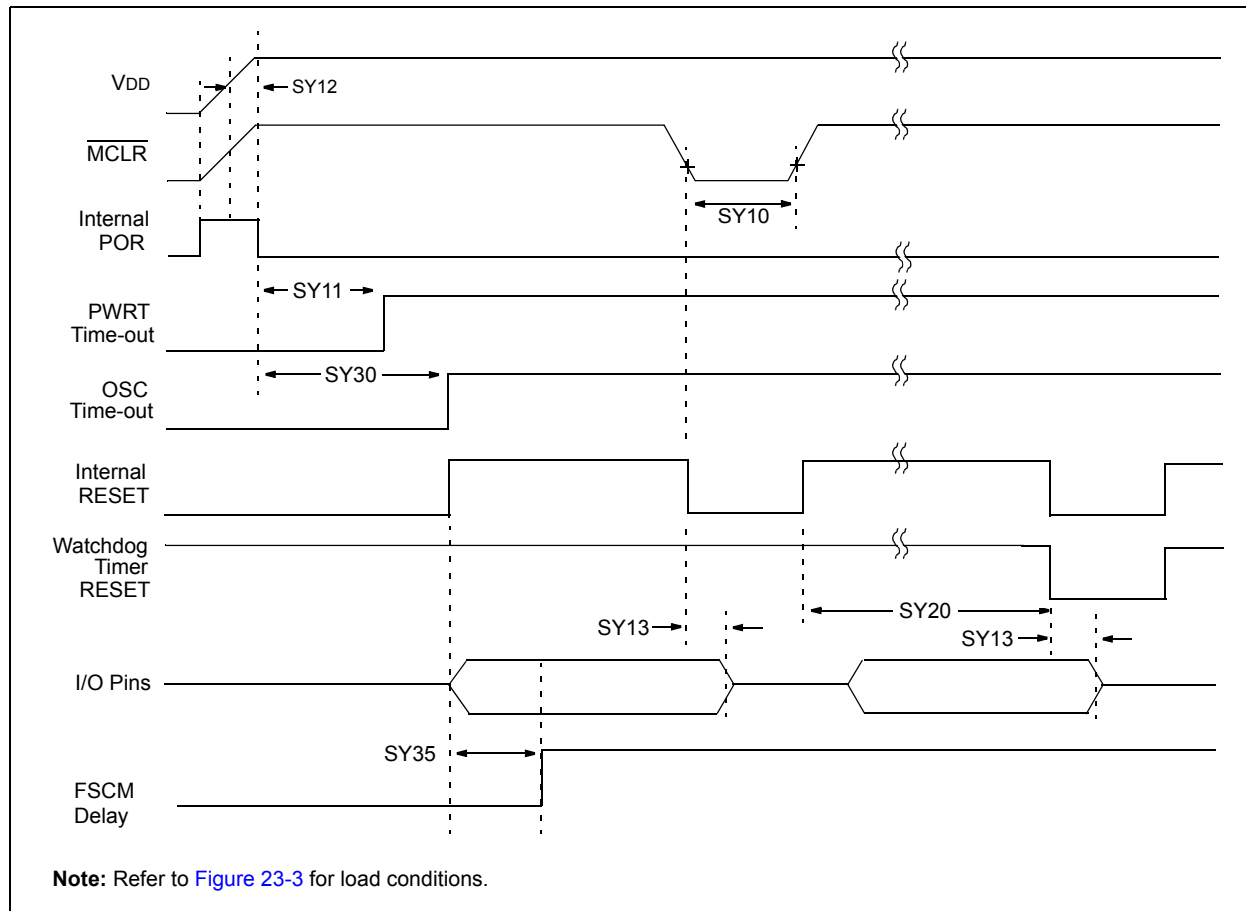 VDD
SY12
MCLR
SY10
Internal
POR
SY11
PWRT
Time-out
SY30
OSC
Time-out
Internal
RESET
Watchdog
Timer
RESET
SY20
SY13
SY13
I/O Pins
SY35
FSCM
Delay
Note: Refer to Figure 23-3 for load conditions.